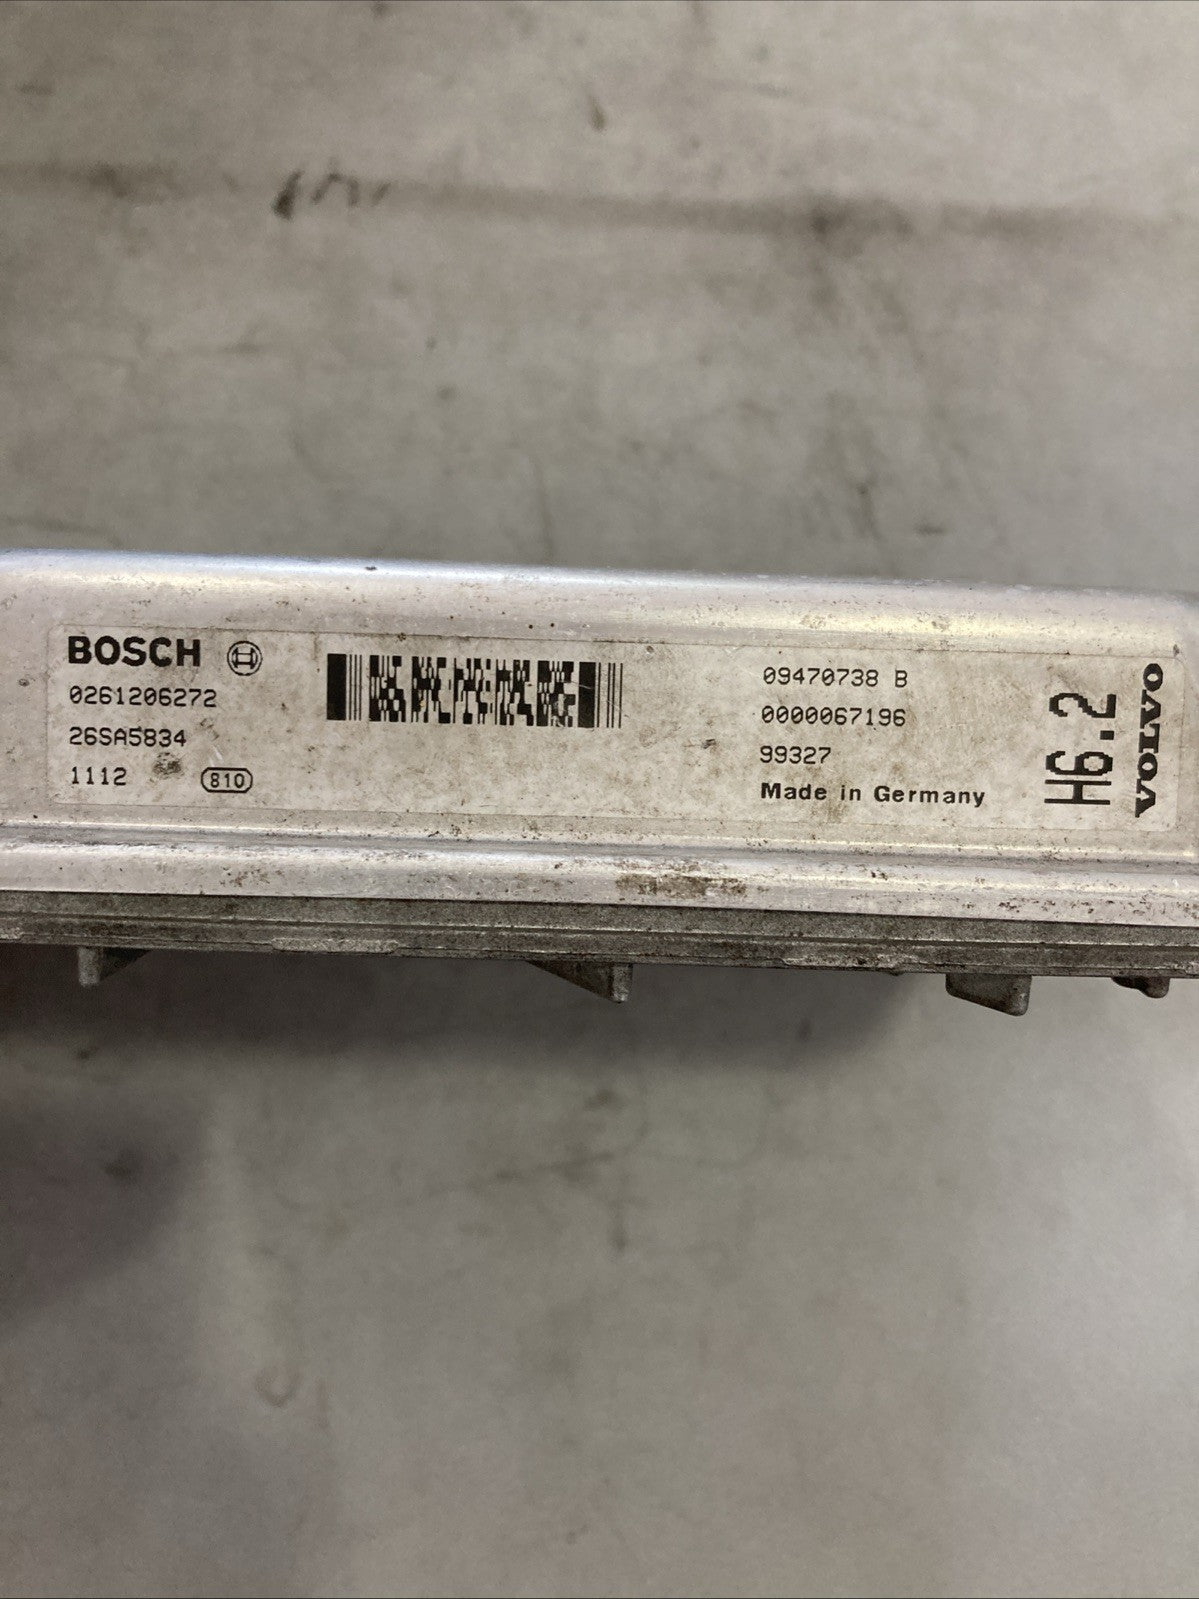 BOSCH
0261206272
26SA5834
1112 810
09470738 B
0000067196
99327
Made in Germany
H6.2
VOLVO